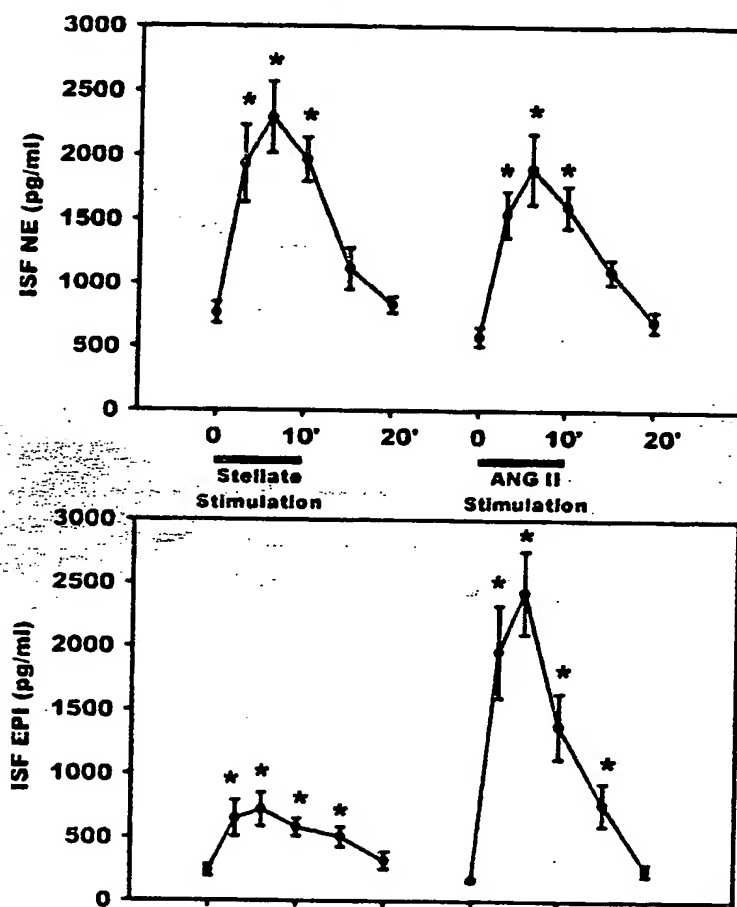 3000
2500
2000
1500
1000
500
0
ISF NE (pg/ml)
* * * * * *
0 10' 20' 0 10' 20'
Stellate
Stimulation
ANG II
Stimulation
3000
2500
2000
1500
1000
500
0
ISF EPI (pg/ml)
* * * * * * * *